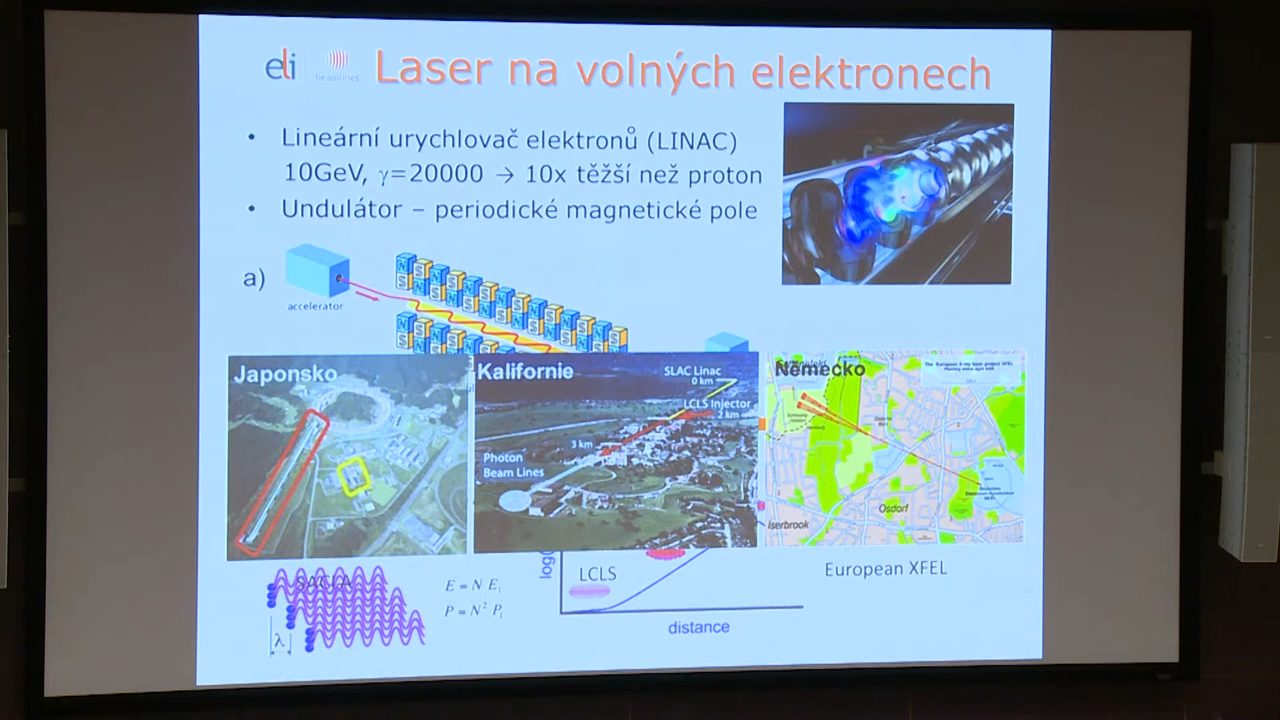 eli
beamlines
Laser na volných elektronech
• Lineární urychlovač elektronů (LINAC)
10GeV, γ=20000 → 10x těžší než proton
• Undulátor – periodické magnetické pole
a)
accelerator
Japonsko
Kalifornie
SLAC Linac
0 km
LCLS Injector
2 km
3 km
Photon
Beam Lines
Německo
Osdorf
Iserbrook
SACLA
λ
E = N E₁
P = N² P₁
LCLS
distance
European XFEL